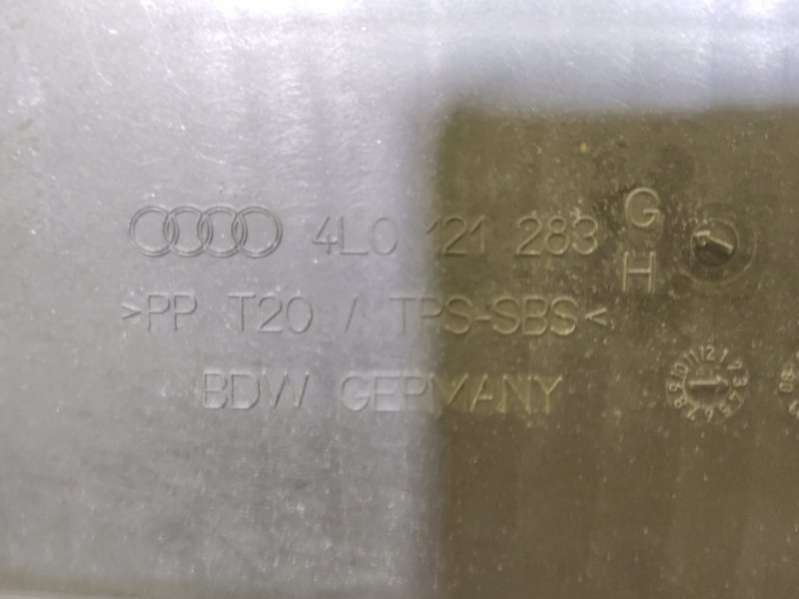 4L0 121 283 G
H
>PP T20 / TPS-SBS<
BDW GERMANY